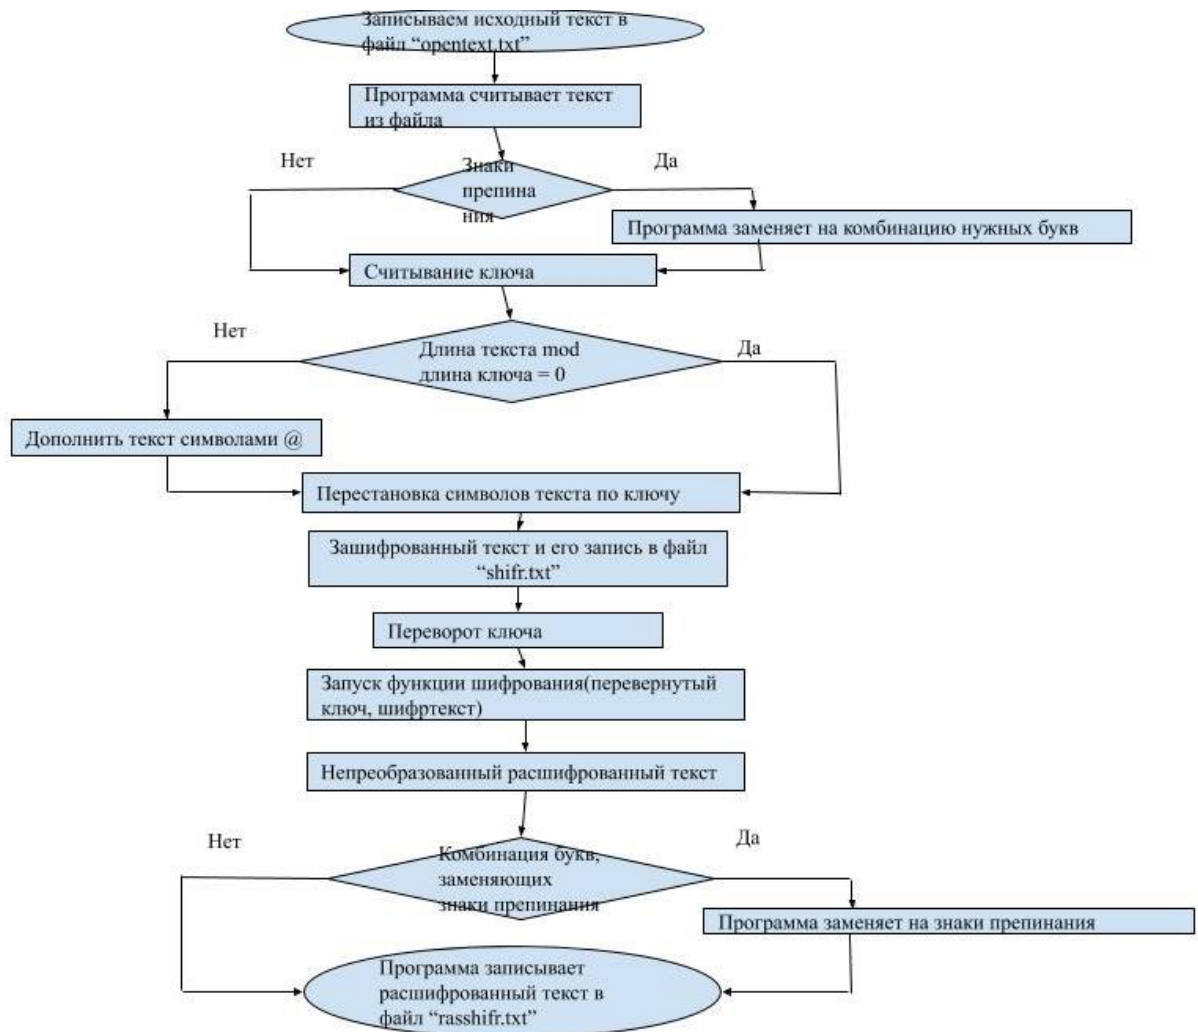 Записываем исходный текст в
файл “opentext.txt”
Программа считывает текст
из файла
Нет
Да
Знаки
препина
ния
Программа заменяет на комбинацию нужных букв
Считывание ключа
Нет
Да
Длина текста mod
длина ключа = 0
Дополнить текст символами @
Перестановка символов текста по ключу
Зашифрованный текст и его запись в файл
“shifr.txt”
Переворот ключа
Запуск функции шифрования(перевернутый
ключ, шифртекст)
Непреобразованный расшифрованный текст
Нет
Да
Комбинация букв,
заменяющих
знаки препинания
Программа заменяет на знаки препинания
Программа записывает
расшифрованный текст в
файл “rasshifr.txt”